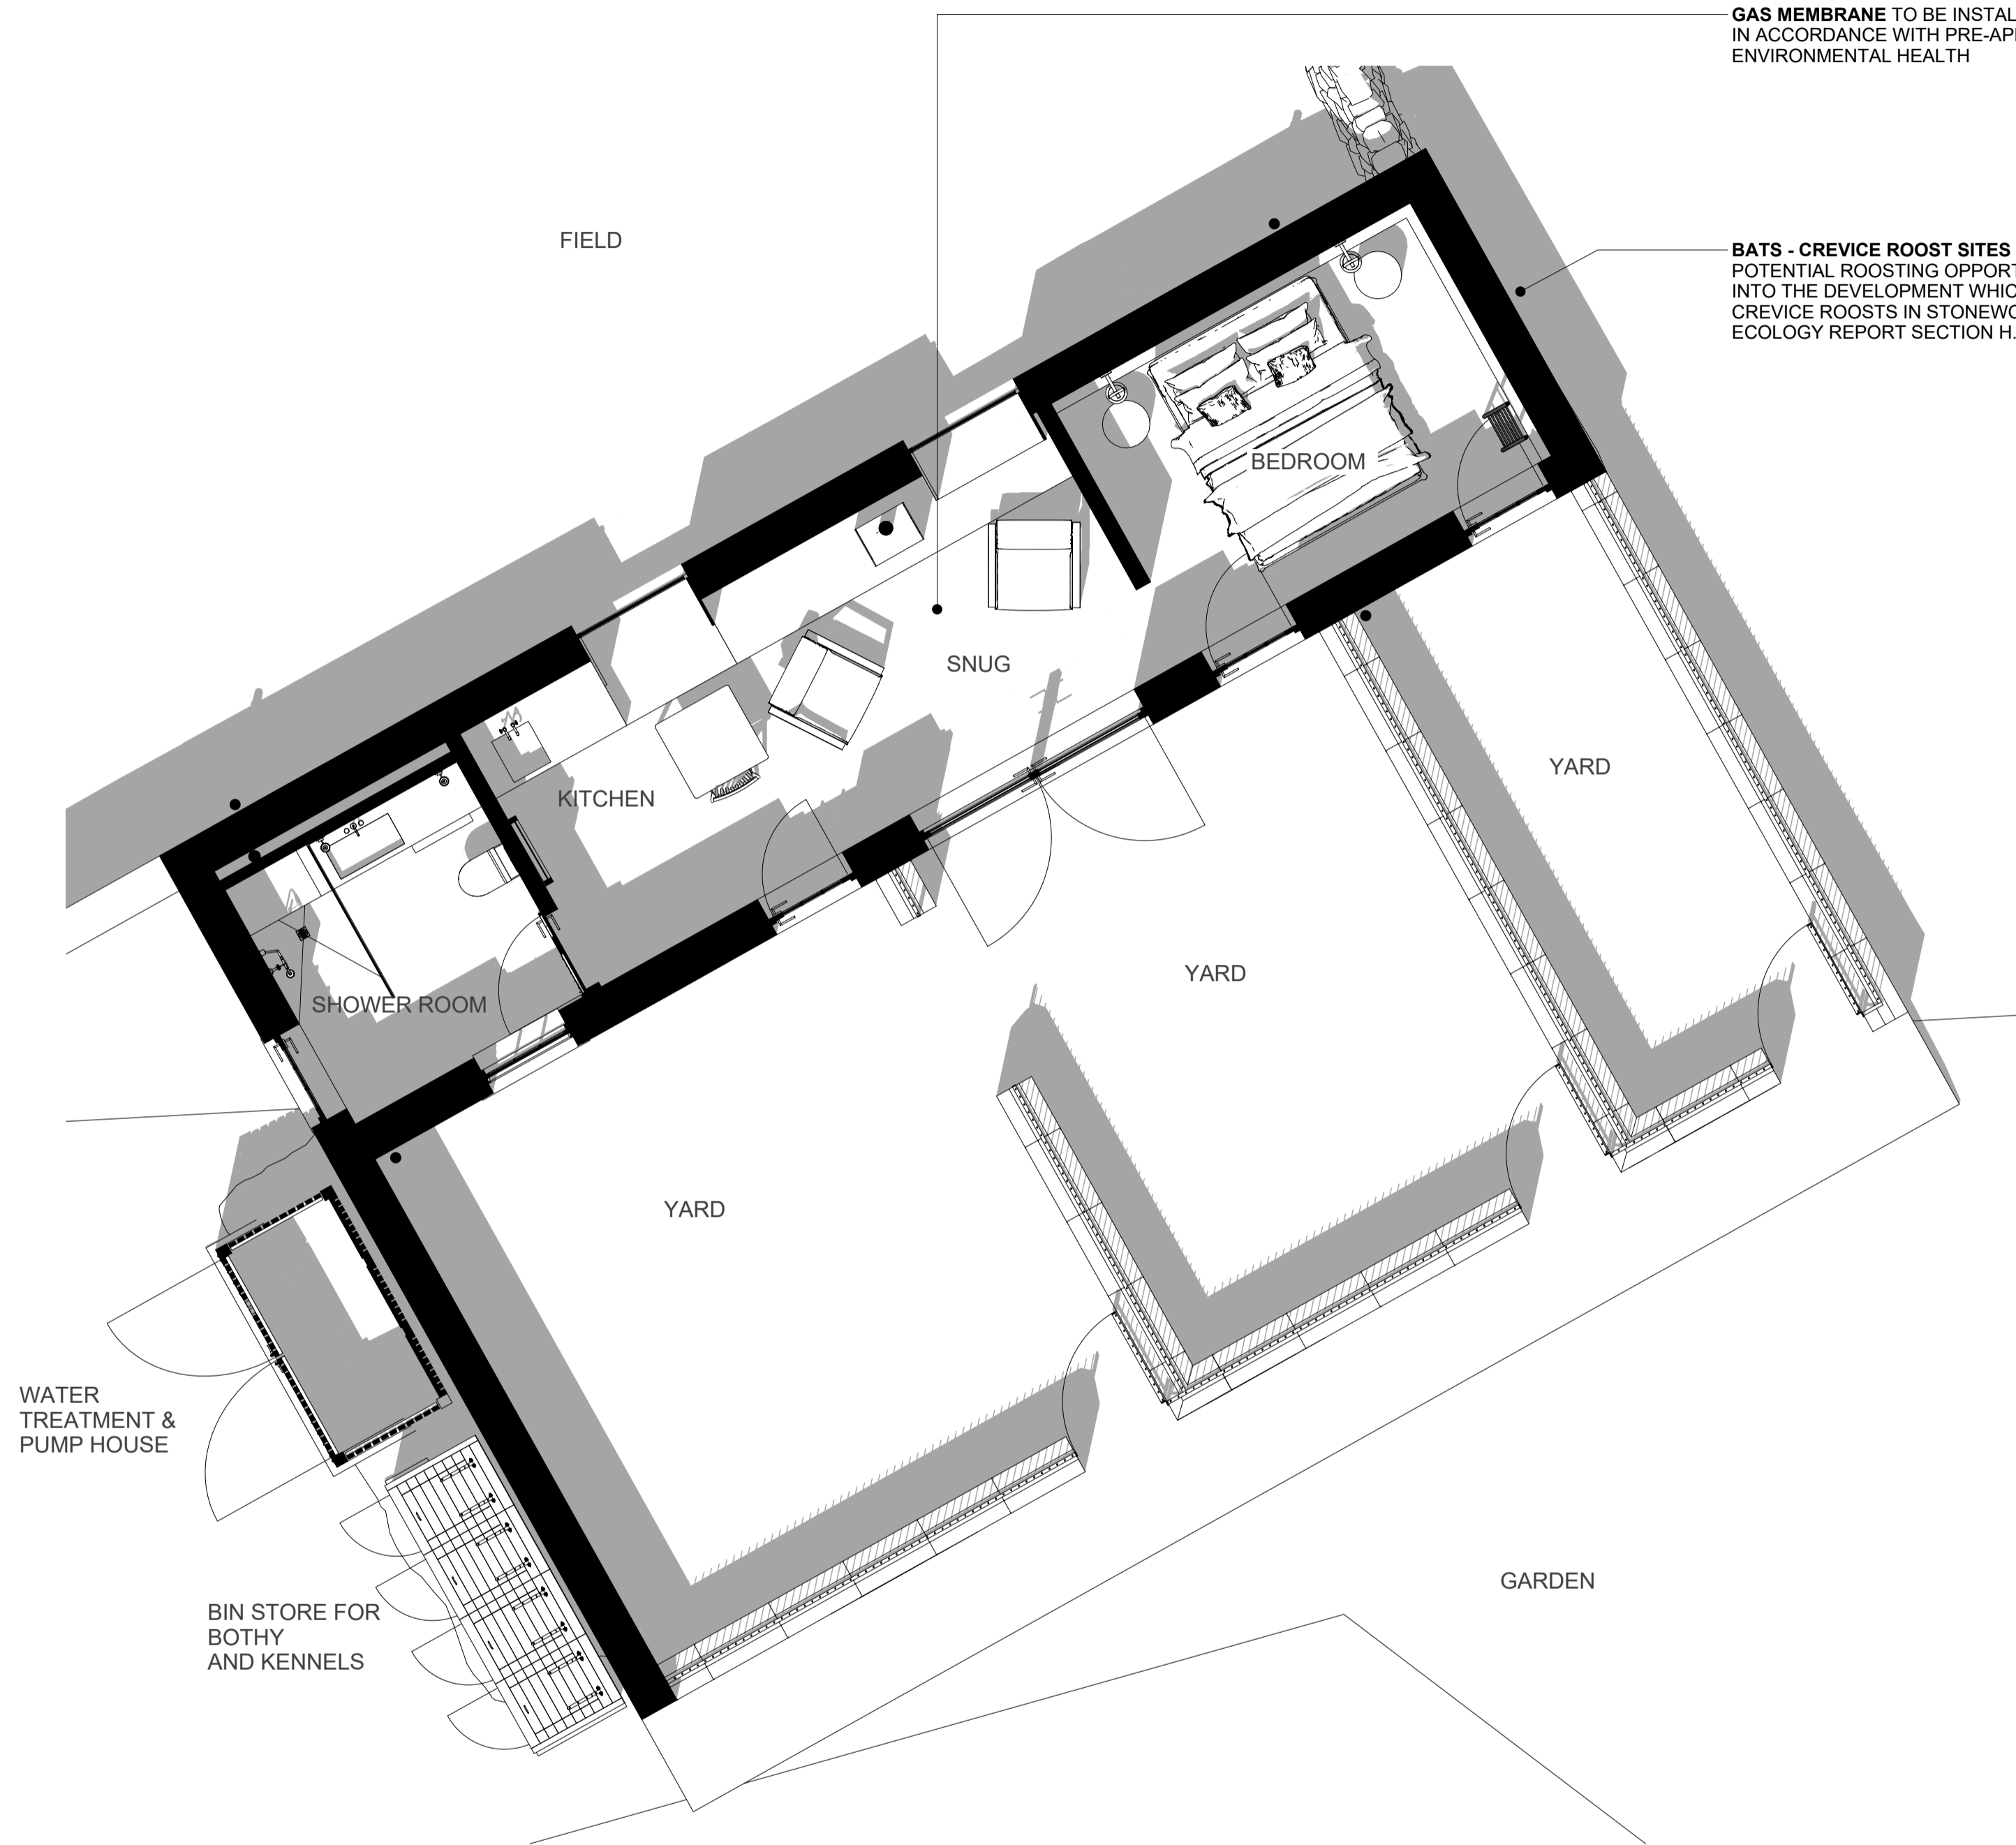 GAS MEMBRANE TO BE INSTAL
IN ACCORDANCE WITH PRE-AP
ENVIRONMENTAL HEALTH
FIELD
BATS - CREVICE ROOST SITES
POTENTIAL ROOSTING OPPORT
INTO THE DEVELOPMENT WHIC
CREVICE ROOSTS IN STONEWO
ECOLOGY REPORT SECTION H.
BEDROOM
SNUG
YARD
KITCHEN
YARD
SHOWER ROOM
YARD
WATER
TREATMENT &
PUMP HOUSE
GARDEN
BIN STORE FOR
BOTHY
AND KENNELS